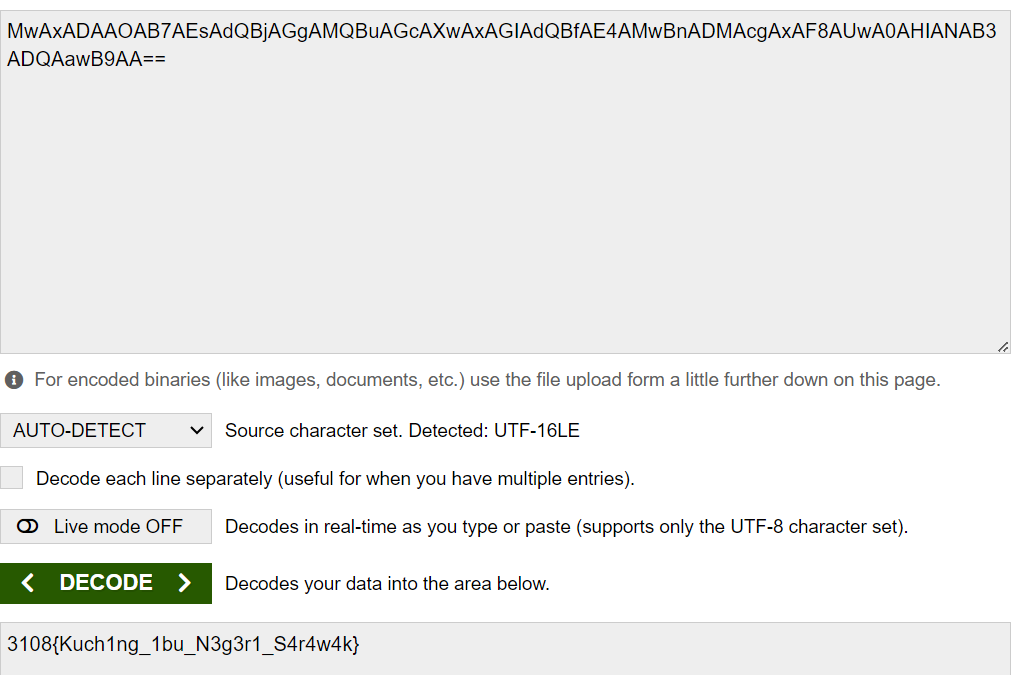 MwAxADAAOAB7AEsAdQBjAGgAMQBuAGcAXwAxAGIAdQBfAE4AMwBnADMAcgAxAF8AUwA0AHIANAB3
ADQAawB9AA==
For encoded binaries (like images, documents, etc.) use the file upload form a little further down on this page.
AUTO-DETECT Source character set. Detected: UTF-16LE
Decode each line separately (useful for when you have multiple entries).
Live mode OFF Decodes in real-time as you type or paste (supports only the UTF-8 character set).
< DECODE > Decodes your data into the area below.
3108{Kuch1ng_1bu_N3g3r1_S4r4w4k}